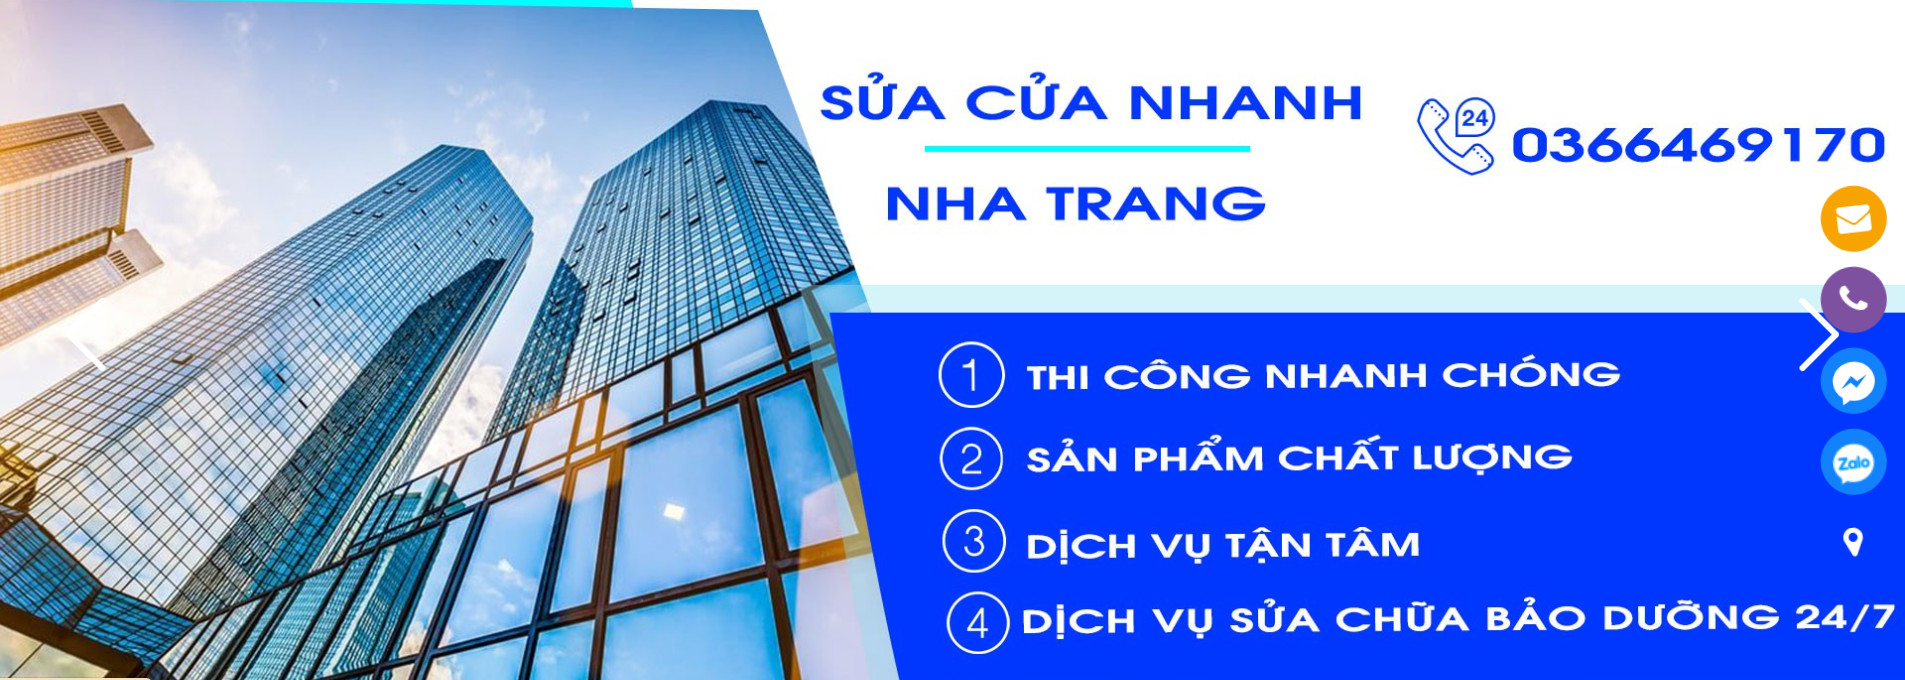 SỬA CỬA NHANH
NHA TRANG
24
0366469170
1 THI CÔNG NHANH CHÓNG
2 SẢN PHẨM CHẤT LƯỢNG
3 DỊCH VỤ TẬN TÂM
4 DỊCH VỤ SỬA CHỮA BẢO DƯỠNG 24/7
Zalo